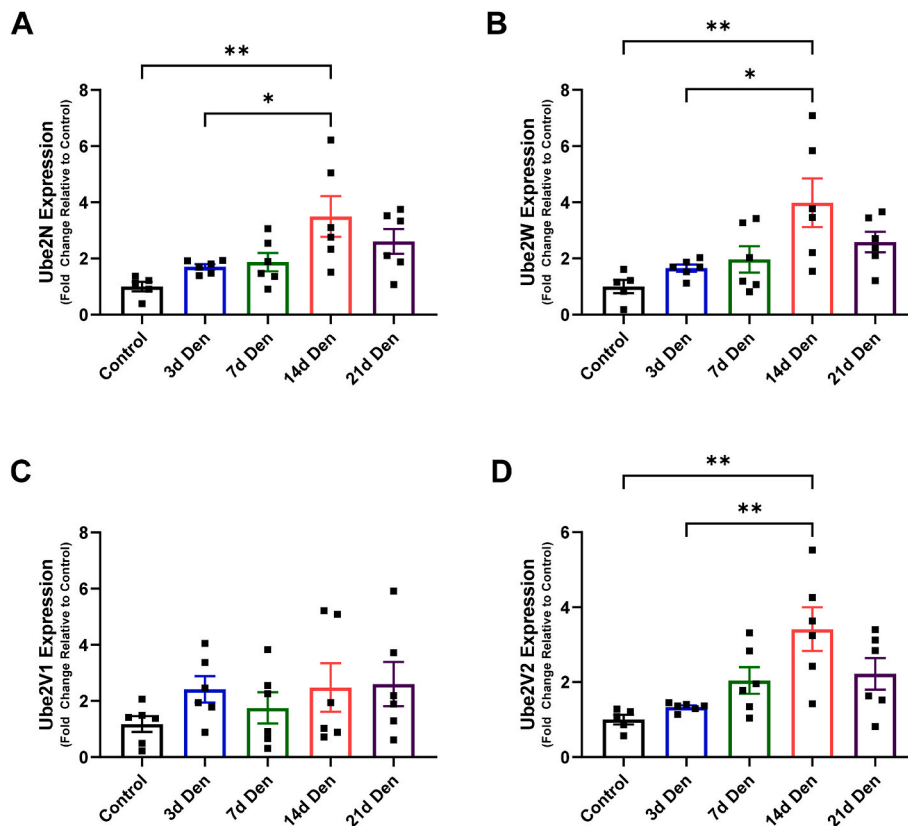 A
**
*
Ube2N Expression
(Fold Change Relative to Control)
8
6
4
2
0
Control
3d Den
7d Den
14d Den
21d Den
B
**
*
Ube2W Expression
(Fold Change Relative to Control)
8
6
4
2
0
Control
3d Den
7d Den
14d Den
21d Den
C
Ube2V1 Expression
(Fold Change Relative to Control)
8
6
4
2
0
Control
3d Den
7d Den
14d Den
21d Den
D
**
**
Ube2V2 Expression
(Fold Change Relative to Control)
6
4
2
0
Control
3d Den
7d Den
14d Den
21d Den